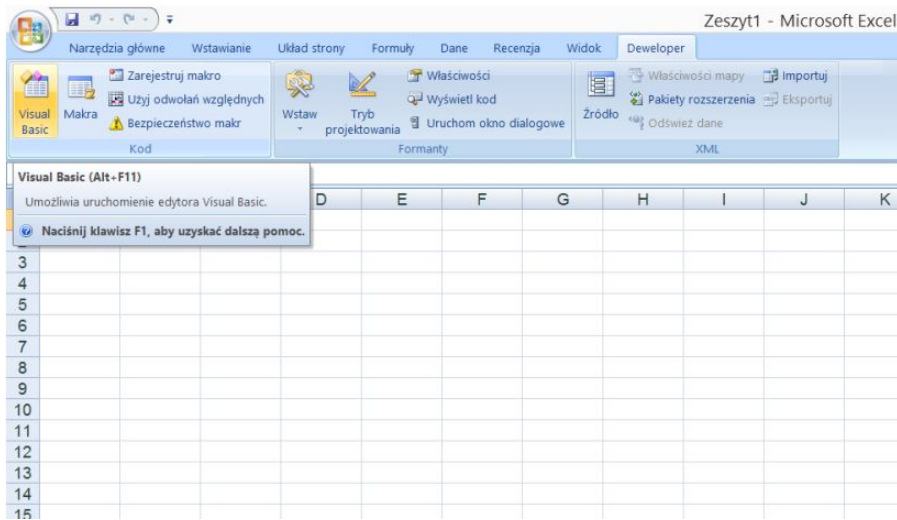 Zeszyt1 - Microsoft Excel
Narzędzia główne Wstawianie Układ strony Formuły Dane Recenzja Widok Deweloper
Visual Basic
Makra
Zarejestruj makro
Użyj odwołań względnych
Bezpieczeństwo makr
Kod
Wstaw
Tryb projektowania
Właściwości
Wyświetl kod
Uruchom okno dialogowe
Formanty
Źródło
Właściwości mapy
Pakiety rozszerzenia
Odśwież dane
Importuj
Eksportuj
XML
Visual Basic (Alt+F11)
Umożliwia uruchomienie edytora Visual Basic.
Naciśnij klawisz F1, aby uzyskać dalszą pomoc.
D E F G H I J K
3
4
5
6
7
8
9
10
11
12
13
14
15